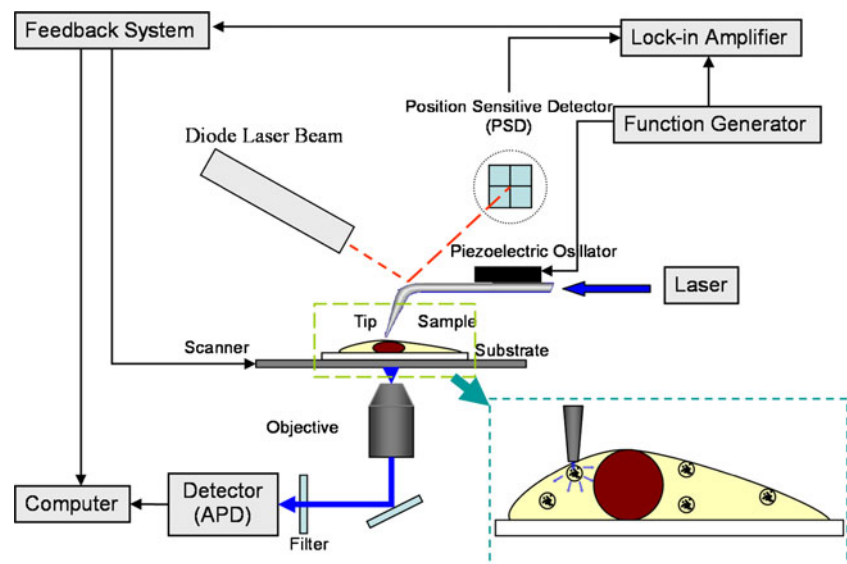 Feedback System
Lock-in Amplifier
Position Sensitive Detector
(PSD)
Function Generator
Diode Laser Beam
Piezoelectric Osillator
Laser
Tip
Sample
Scanner
Substrate
Objective
Computer
Detector
(APD)
Filter